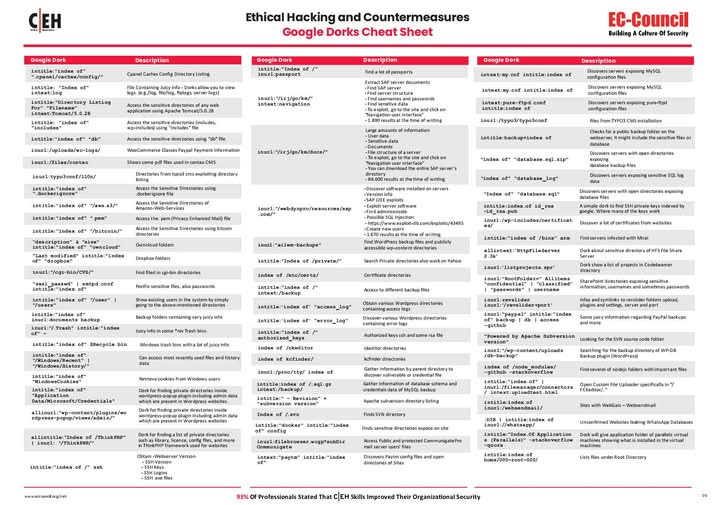 C|EH
Ethical Hacking and Countermeasures
Google Dorks Cheat Sheet
EC-Council
Building A Culture Of Security
Google Dork
Description
intitle:"index of"
"cpanel/caches/config/"
Cpanel Caches Config Directory Listing
intitle: "Index of"
intext:log
File Containing Juicy Info - Dorks allow you to view
logs. (e.g./log, file/log, ftplogs, server logs)
intitle:"Directory Listing
For" "Filename"
intext:Tomcat/5.0.28
Access the sensitive directories of any web
application using Apache Tomcat/5.0.28
intitle: "index of"
"includes"
Access the sensitive directories (includes,
wp-includes) using "includes" file
intitle:"index of" "db"
Access the sensitive directories using "db" file
inurl:uploads/wc-logs/
WooCommerce Classes Paypal Payment Information
inurl:files/contao
Shows some pdf files used in contao CMS
inurl:typo3conf/l10n/
Directories from typo3 cms exploiting directory
billing
intitle:"index of"
".dockerignore"
Access the Sensitive Directories using
dockerignore file
intitle:"index of" "/aws.s3/"
Access the Sensitive Directories of
Amazon-Web-Services
intitle:"index of" ".pem"
Access the .pem (Privacy Enhanced Mail) file
intitle:"index of" "/bitcoin/"
Access the Sensitive Directories using bitcoin
directories
"description" & "size"
intitle:"index of" "owncloud"
Owncloud folders
"Last modified" intitle:"index
of" "dropbox"
Dropbox folders
intitle:"/cgi-bin/CVS/"
Find filed in cgi-bin directories
"sasl_passwd" | smtpd.conf
intitle:"index of"
Postfix sensitive files, also passwords
intitle:"index of" "/user" |
"/users"
Show existing users in the system by simply
going to the above-mentioned directories
intitle:"index of"
inurl:documents backup
Backup folders containing very juicy info
inurl:"/.Trash" intitle:"index
of" ~
Juicy info in some *nix Trash bins.
intitle:"index of" $Recycle.bin
Windows trash bin with a lot of juicy info
intitle:"index of"
"/Windows/Recent" |
"/Windows/History/"
Can access most recently used files and history
data
intitle:"index of"
"WindowsCookies"
Retrieve cookies from Windows users
intitle:"index of"
"Application
Data/Microsoft/Credentials"
Dork for finding private directories inside
wordpress-popup plugin including admin data
which are present in Wordpress websites
allinurl:"wp-content/plugins/wo
rdpress-popup/views/admin/"
Dork for finding private directories inside
wordpress-popup plugin including admin data
which are present in Wordpress websites
allintitle:"Index of /ThinkPHP"
| inurl: "/ThinkPHP/"
Dork for finding a list of private directories
such as library, licence, config files, and more
in ThinkPHP framework used for websites
intitle:"index of /" ssh
Obtain -Webserver Version
- SSH Version
- SSH Keys
- SSH Logins
- SSH .exe files
Google Dork
Description
intitle:"Index of /"
inurl:passport
Find a lot of passports
inurl:"/irj/go/km/"
intext:navigation
Extract SAP server documents
- Find SAP server
- Find server structure
- Find usernames and passwords
- Find sensitive data
- To exploit, go to the site and click on
"Navigation user interface"
- 1.890 results at the time of writing
inurl:"/irj/go/km/docs/"
Large amounts of information
- User data
- Sensitive data
- Documents
- File structure of a server
- To exploit, go to the site and click on
"Navigation user interface"
- You can download the entire SAP server's
directory
- 86.600 results at the time of writing
inurl:"/webdynpro/resources/sap
.com/"
-Discover software installed on servers
- Version info
- SAP J2EE exploits
- Exploit server software
- Find adminconsole
- Possible SQL injection:
- https://www.exploit-db.com/exploits/43495
-Create new users
- 1.670 results at the time of writing
inurl:"ai1wm-backups"
Find WordPress backup files and publicly
accessible wp-content directories
intitle:"Index of /private/"
Search Private directories also work on Yahoo
index of /etc/certs/
Certificate directories
intitle:"index of /"
intext:/backup
Access to different backup files
intitle:"index of" "access_log"
Obtain various Wordpress directories
containing access logs
intitle:"index of" "error_log"
Discover various Wordpress directories
containing error logs
intitle:"index of /"
authorized_keys
Authorized keys ssh and some rsa file
index of /ckeditor
ckeditor directories
index of kcfinder/
kcfinder directories
inurl:/proc/tty/ index of
Gather information by parent directory to
discover vulnerable or credential file
intitle:index of /.sql.gz
intext:/backup/
Gather information of database schema and
credentials data of MySQL backup
intitle:" - Revision" +
"subversion version"
Apache subversion directory listing
Index of /.svn
Finds SVN directory
intitle:"docker" intitle:"index
of" config
Finds sensitive directories expose on site
inurl:filebrowser.wcgp?subDir
Communigate
Access Public and protected CommunigatePro
mail server users' files
intitle:"paytm" intitle:"index
of"
Discovers Paytm config files and open
directories of Sites
Google Dork
Description
intext:my.cnf intitle:index of
Discovers servers exposing MySQL
configuration files
intext:my.cnf intitle:index of
Discovers servers exposing MySQL
configuration files
intext:pure-ftpd.conf
intitle:index of
Discovers servers exposing pure-ftpd
configuration files
inurl:/typo3/typo3conf
files from TYPO3 CMS installation
intitle:backup+index of
Checks for a public backup folder on the
webserver, It might include the sensitive files or
database
"Index of" "database.sql.zip"
Discovers servers with open directories
exposing
database backup files
"Index of" "database_log"
Discovers servers exposing sensitive SQL log
data
"Index of" "database.sql"
Discovers servers with open directories exposing
database files
intitle:index.of id_rsa
-id_rsa.pub
A simple dork to find SSH private keys indexed by
google, Where many of the keys work
inurl:/wp-includes/certificat
es/
Discover a lot of certificates from websites
intitle:"index of /bins" arm
Find servers infected with Mirai
allintext:"HttpFileServer
2.3k"
Dork about sensitive directory of HFS File Share
Server
intitle:"listprojects.spx"
Dork show a list of projects in Codebeamer
directory
inurl:"RootFolder=" Allitems
"confidential" | "classified"
| "passwords" | username
SharePoint directories exposing sensitive
information, usernames and sometimes passwords
inurl:revslider
inurl:"/revslider+port"
Infos and symlinks to revslider folders upload,
plugins and settings, server and port
inurl:"paypal" intitle:"index
of" backup | db | access
-github
Some juicy information regarding PayPal backups
and more
"Powered by Apache Subversion
version"
Looking for the SVN source code folder
inurl:"/wp-content/uploads
/db-backup"
Searching for the backup directory of WP-DB
Backup plugin (WordPress)
index of /node_modules/
-github -stackoverflow
Find several of nodejs folders with important files
intitle:"index of" |
inurl:/filemanager/connectors
/ intext:uploadtest.html
Open Custom File Uploader specifically in "/
FCEeditor/."
intitle:index of
inurl:/websendmail/
Sites with WebGais - Websendmail
DIR | intitle:index of
inurl:/whatsapp/
Unconfirmed Websites leaking WhatsApp Databases
intitle:"Index.Of.Application
s (Parallels)" -stackoverflow
-quora
Dork will give application folder of parallels virtual
machines showing what is installed in the virtual
machines
intitle:index.of
home/000~root~000/
Lists files under Root Directory
www.eccouncil.org/ceh
93% Of Professionals Stated That C|EH Skills Improved Their Organizational Security